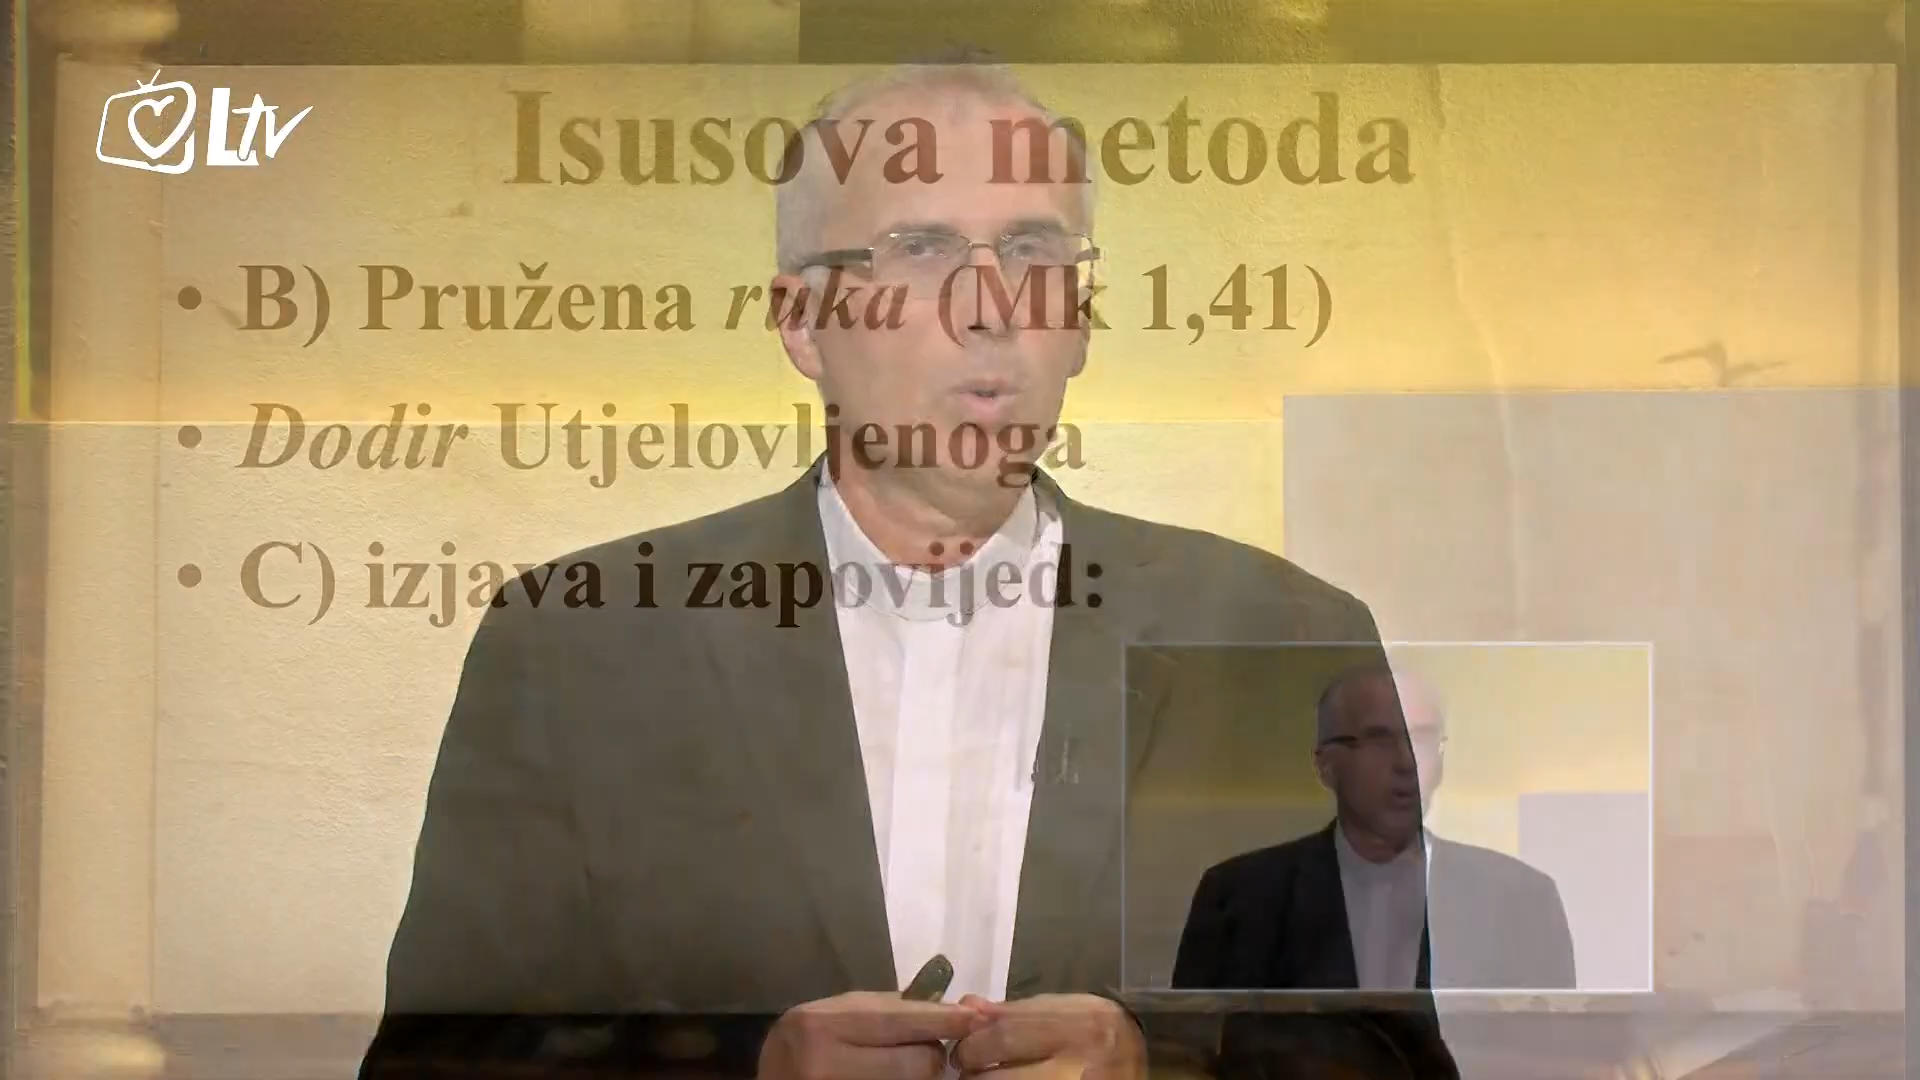 LTV
Isusova metoda
• B) Pružena ruka (Mk 1,41)
• Dodir Utjelovljenoga
• C) izjava i zapovijed: